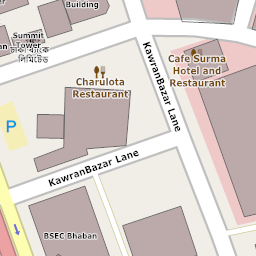 Building
Summit
Tower
ঢাকা ব্যাংক
লিমিটেড
Charulota
Restaurant
Cafe Surma
Hotel and
Restaurant
KawranBazar Lane
P
KawranBazar Lane
BSEC Bhaban